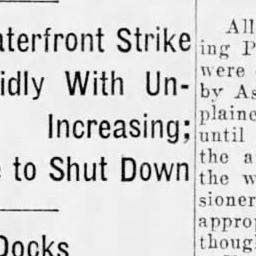 aterfront Strike
idly With Un-
Increasing;
to Shut Down
Docks
All
ing P
were
by As
plaine
until
the a
the w
sioner
approp
though